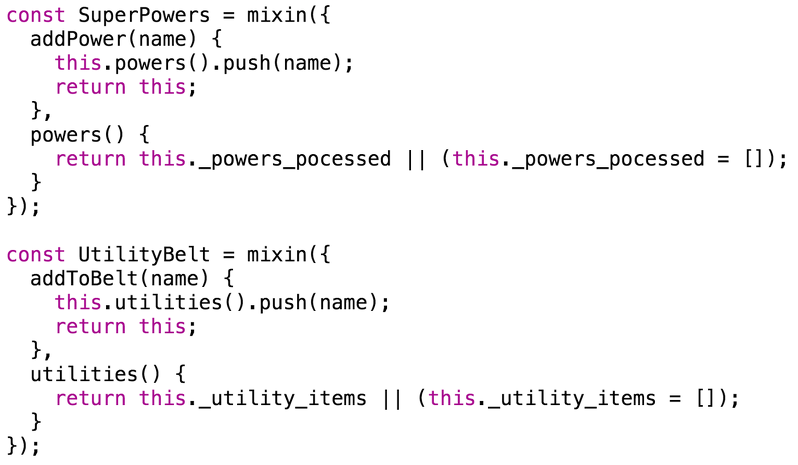 const SuperPowers = mixin({
  addPower(name) {
    this.powers().push(name);
    return this;
  },
  powers() {
    return this._powers_pocessed || (this._powers_pocessed = []);
  }
});

const UtilityBelt = mixin({
  addToBelt(name) {
    this.utilities().push(name);
    return this;
  },
  utilities() {
    return this._utility_items || (this._utility_items = []);
  }
});